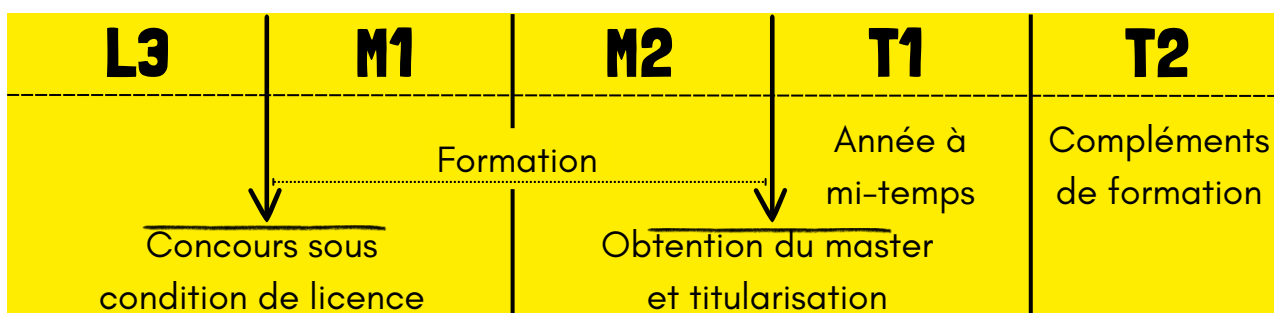 L3 M1 M2 T1 T2
Formation
Année à
mi-temps
Compléments
de formation
Concours sous
condition de licence
Obtention du master
et titularisation